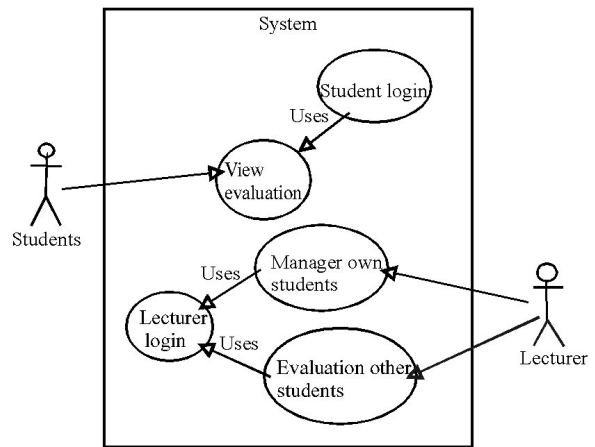 System
Student login
Uses
View
evaluation
Students
Uses
Manager own
students
Lecturer
login
Uses
Evaluation other
students
Lecturer